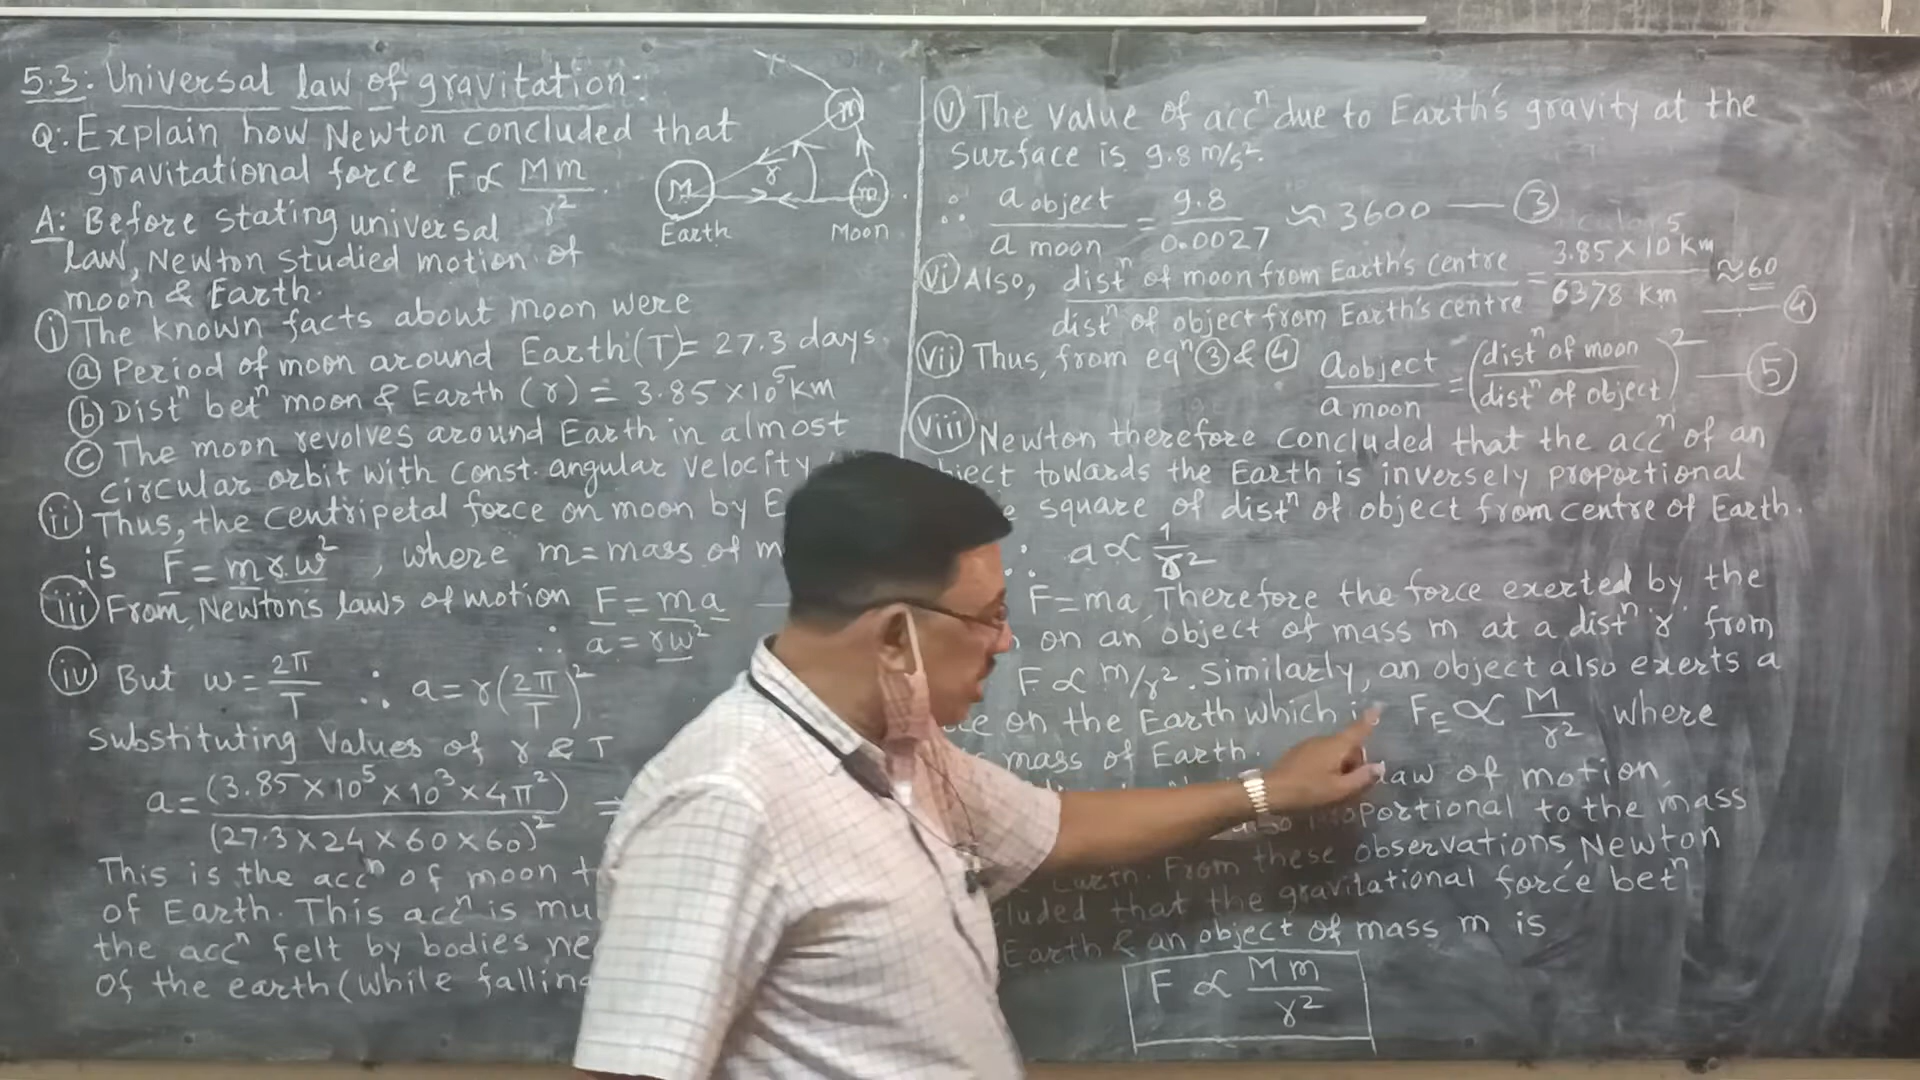 5.3: Universal law of gravitation:
Q: Explain how Newton concluded that
gravitational force F ∝ Mm/r²
A: Before stating universal
law, Newton studied motion of
moon & Earth.
M
m
m
r
Earth
Moon
(i) The known facts about moon were
(a) Period of moon around Earth (T) = 27.3 days.
(b) Distⁿ betⁿ moon & Earth (r) = 3.85 × 10⁵ km
(c) The moon revolves around Earth in almost
circular orbit with const. angular velocity
(ii) Thus, the centripetal force on moon by E
is F = mrw², where m = mass of m
(iii) From Newton's laws of motion F = ma
∴ a = rw²
(iv) But w = 2π/T ∴ a = r(2π/T)²
Substituting values of r & T
a = (3.85 × 10⁵ × 10³ × 4π²)/(27.3 × 24 × 60 × 60)² =
This is the accⁿ of moon t
of Earth. This accⁿ is mu
the accⁿ felt by bodies ne
of the earth (while falling
(v) The value of accⁿ due to Earth's gravity at the
surface is 9.8 m/s².
∴ a object/a moon = 9.8/0.0027 ≈ 3600 — (3)
(vi) Also, distⁿ of moon from Earth's centre/distⁿ of object from Earth's centre = 3.85 × 10⁵ km/6378 km ≈ 60 — (4)
(vii) Thus, from eqⁿ (3) & (4) a object/a moon = (distⁿ of moon/distⁿ of object)² — (5)
(viii) Newton therefore concluded that the accⁿ of an
ject towards the Earth is inversely proportional
square of distⁿ of object from centre of Earth.
∴ a ∝ 1/r²
F = ma, Therefore the force exerted by the
on an object of mass m at a distⁿ 'r' from
F ∝ m/r². Similarly, an object also exerts a
ce on the Earth which is F_E ∝ M/r² where
mass of Earth.
law of motion,
also proportional to the mass
Earth. From these observations, Newton
cluded that the gravitational force betⁿ
Earth & an object of mass m is
F ∝ Mm/r²